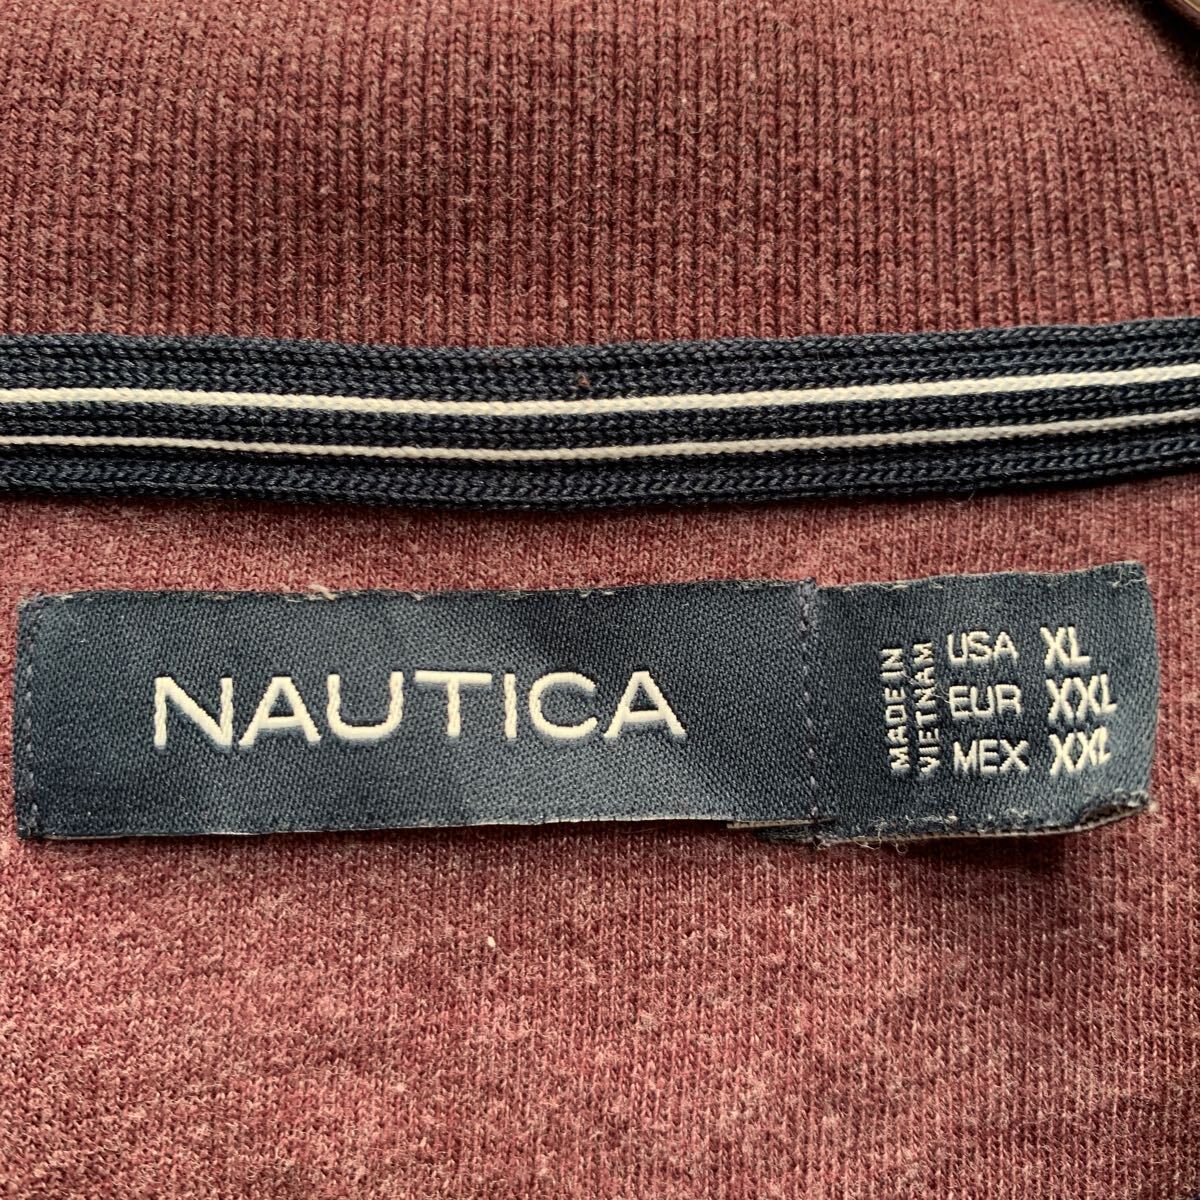 NAUTICA
MADE IN
VIETNAM
USA XL
EUR XXL
MEX XXL